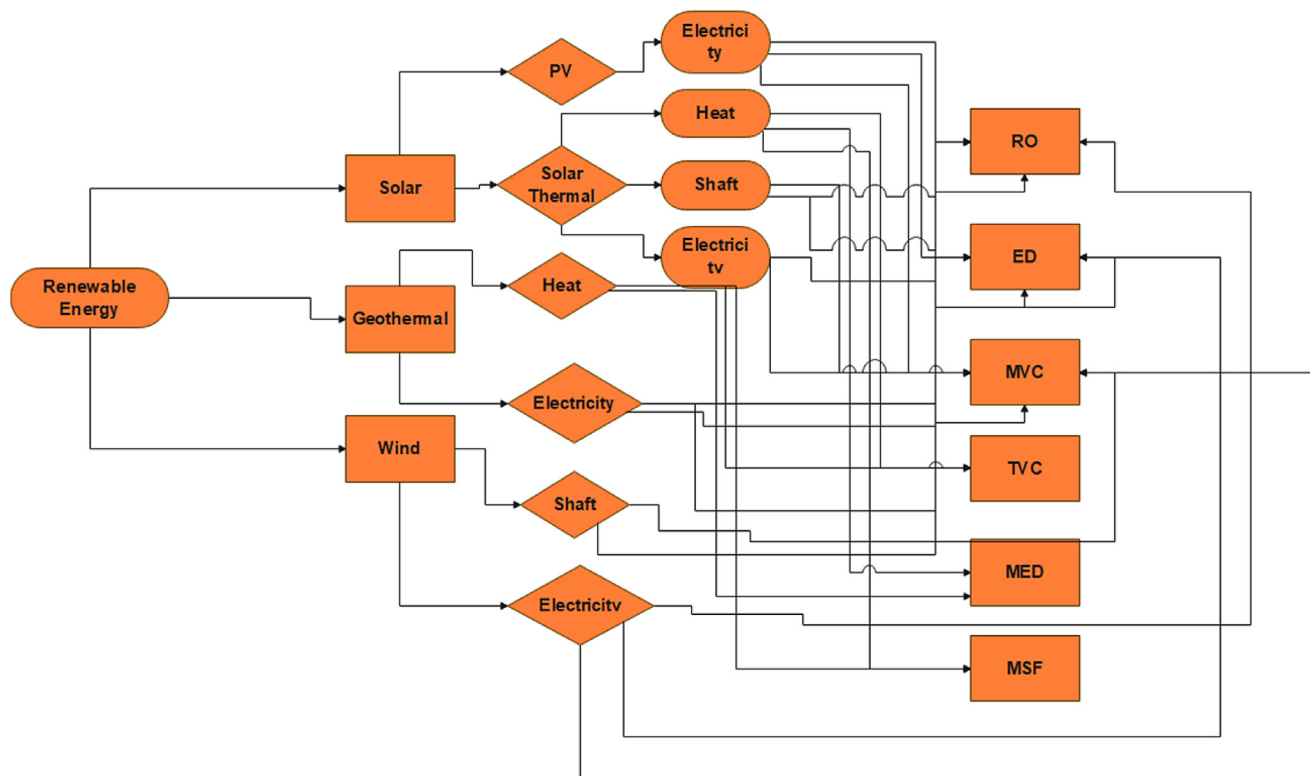 Renewable
Energy
Solar
Geothermal
Wind
PV
Solar
Thermal
Heat
Electricity
Shaft
Electricitv
Electrici
ty
Heat
Shaft
Electrici
tv
RO
ED
MVC
TVC
MED
MSF